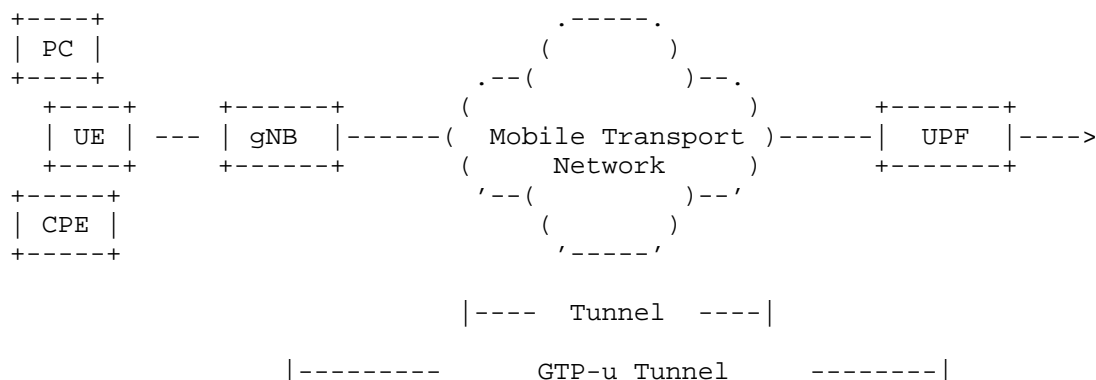 PC
UE
gNB
Mobile Transport
Network
UPF
CPE
Tunnel
GTP-u Tunnel